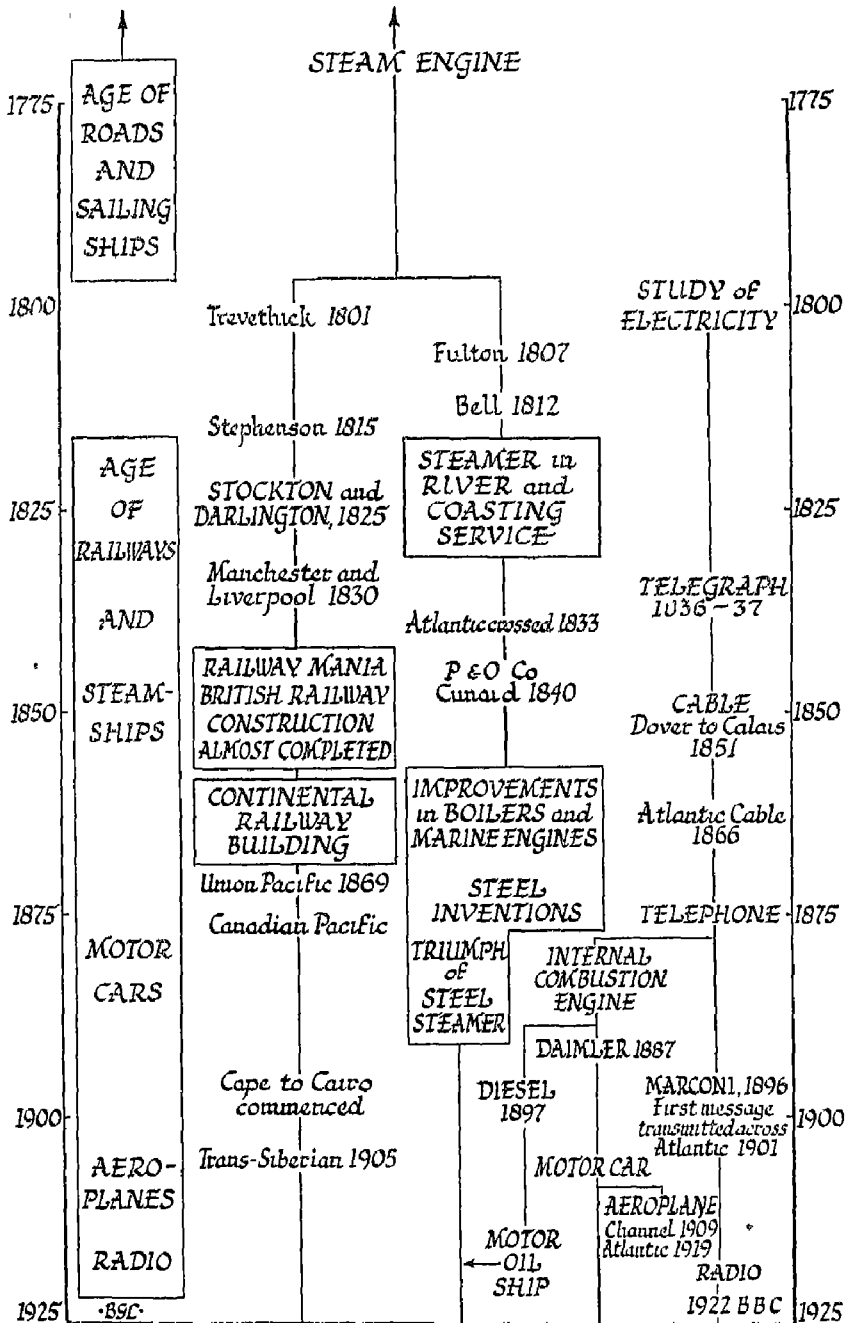 STEAM ENGINE
1775
1775
AGE OF
ROADS
AND
SAILING
SHIPS
1800
1800
STUDY of
ELECTRICITY
Trevethick 1801
Fulton 1807
Bell 1812
Stephenson 1815
AGE
OF
RAILWAYS
AND
STEAM-
SHIPS
MOTOR
CARS
AERO-
PLANES
RADIO
STEAMER in
RIVER and
COASTING
SERVICE
1825
1825
STOCKTON and
DARLINGTON, 1825
Manchester and
Liverpool 1830
TELEGRAPH
1836-37
Atlantic crossed 1833
RAILWAY MANIA
BRITISH RAILWAY
CONSTRUCTION
ALMOST COMPLETED
P & O Co
Cunard 1840
1850
1850
CABLE
Dover to Calais
1851
CONTINENTAL
RAILWAY
BUILDING
IMPROVEMENTS
in BOILERS and
MARINE ENGINES
STEEL
INVENTIONS
TRIUMPH
of
STEEL
STEAMER
Atlantic Cable
1866
Union Pacific 1869
Canadian Pacific
1875
TELEPHONE
1875
INTERNAL
COMBUSTION
ENGINE
DAIMLER 1887
Cape to Cairo
commenced
DIESEL
1897
MARCONI, 1896
First message
transmitted across
Atlantic 1901
1900
1900
Trans-Siberian 1905
MOTOR CAR
AEROPLANE
Channel 1909
Atlantic 1919
MOTOR
OIL
SHIP
RADIO
1922 BBC
1925
·BSC·
1925